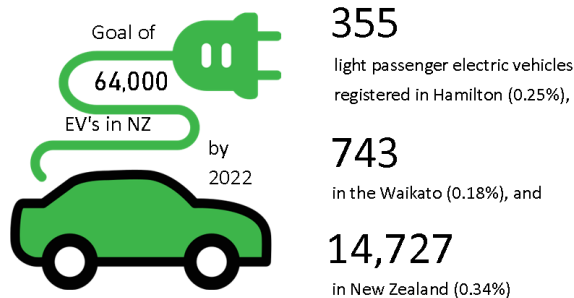 Goal of
64,000
EV's in NZ
by
2022
355
light passenger electric vehicles
registered in Hamilton (0.25%),
743
in the Waikato (0.18%), and
14,727
in New Zealand (0.34%)